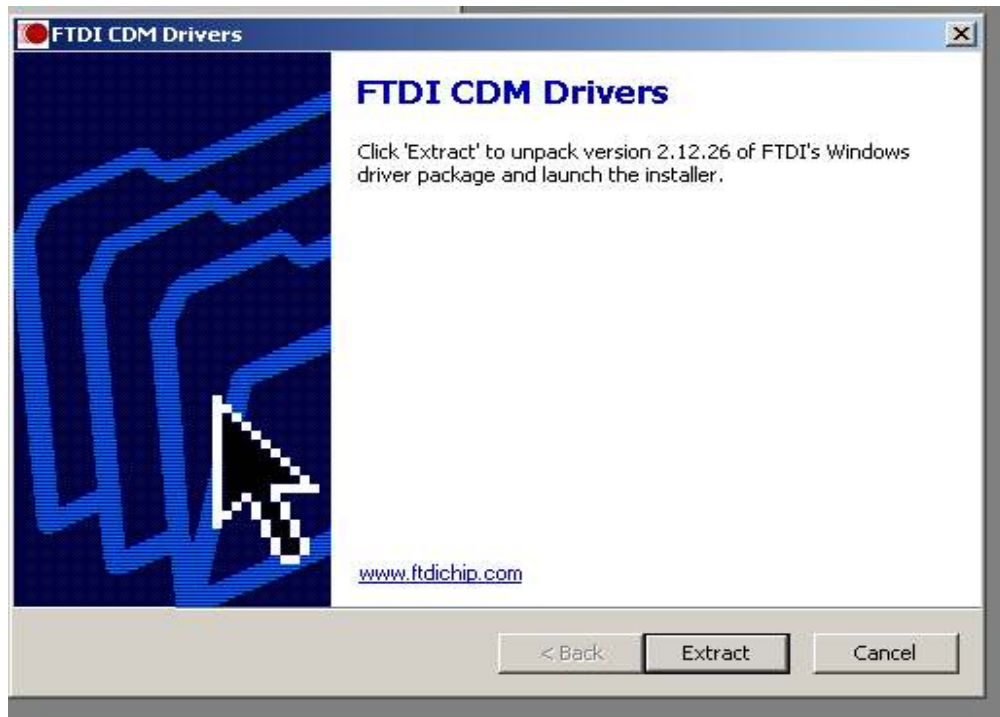 FTDI CDM Drivers
FTDI CDM Drivers
Click 'Extract' to unpack version 2.12.26 of FTDI's Windows
driver package and launch the installer.
www.ftdichip.com
< Back
Extract
Cancel